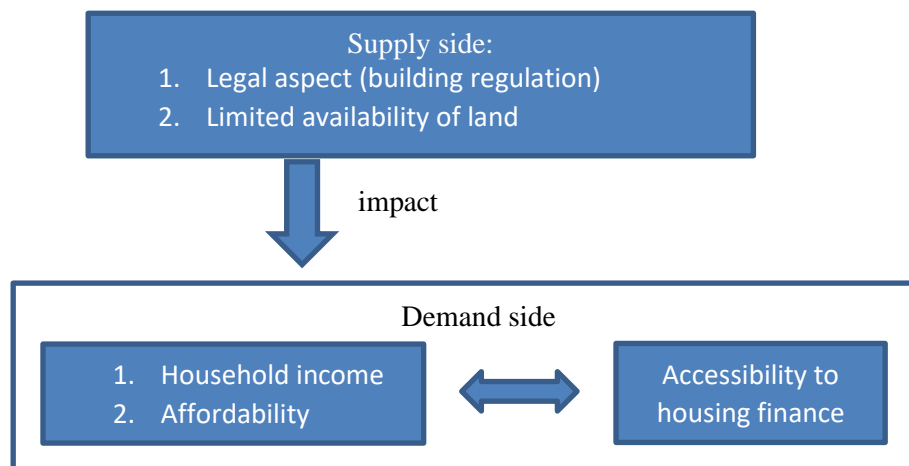 Supply side:
1. Legal aspect (building regulation)
2. Limited availability of land
impact
Demand side
1. Household income
2. Affordability
Accessibility to
housing finance